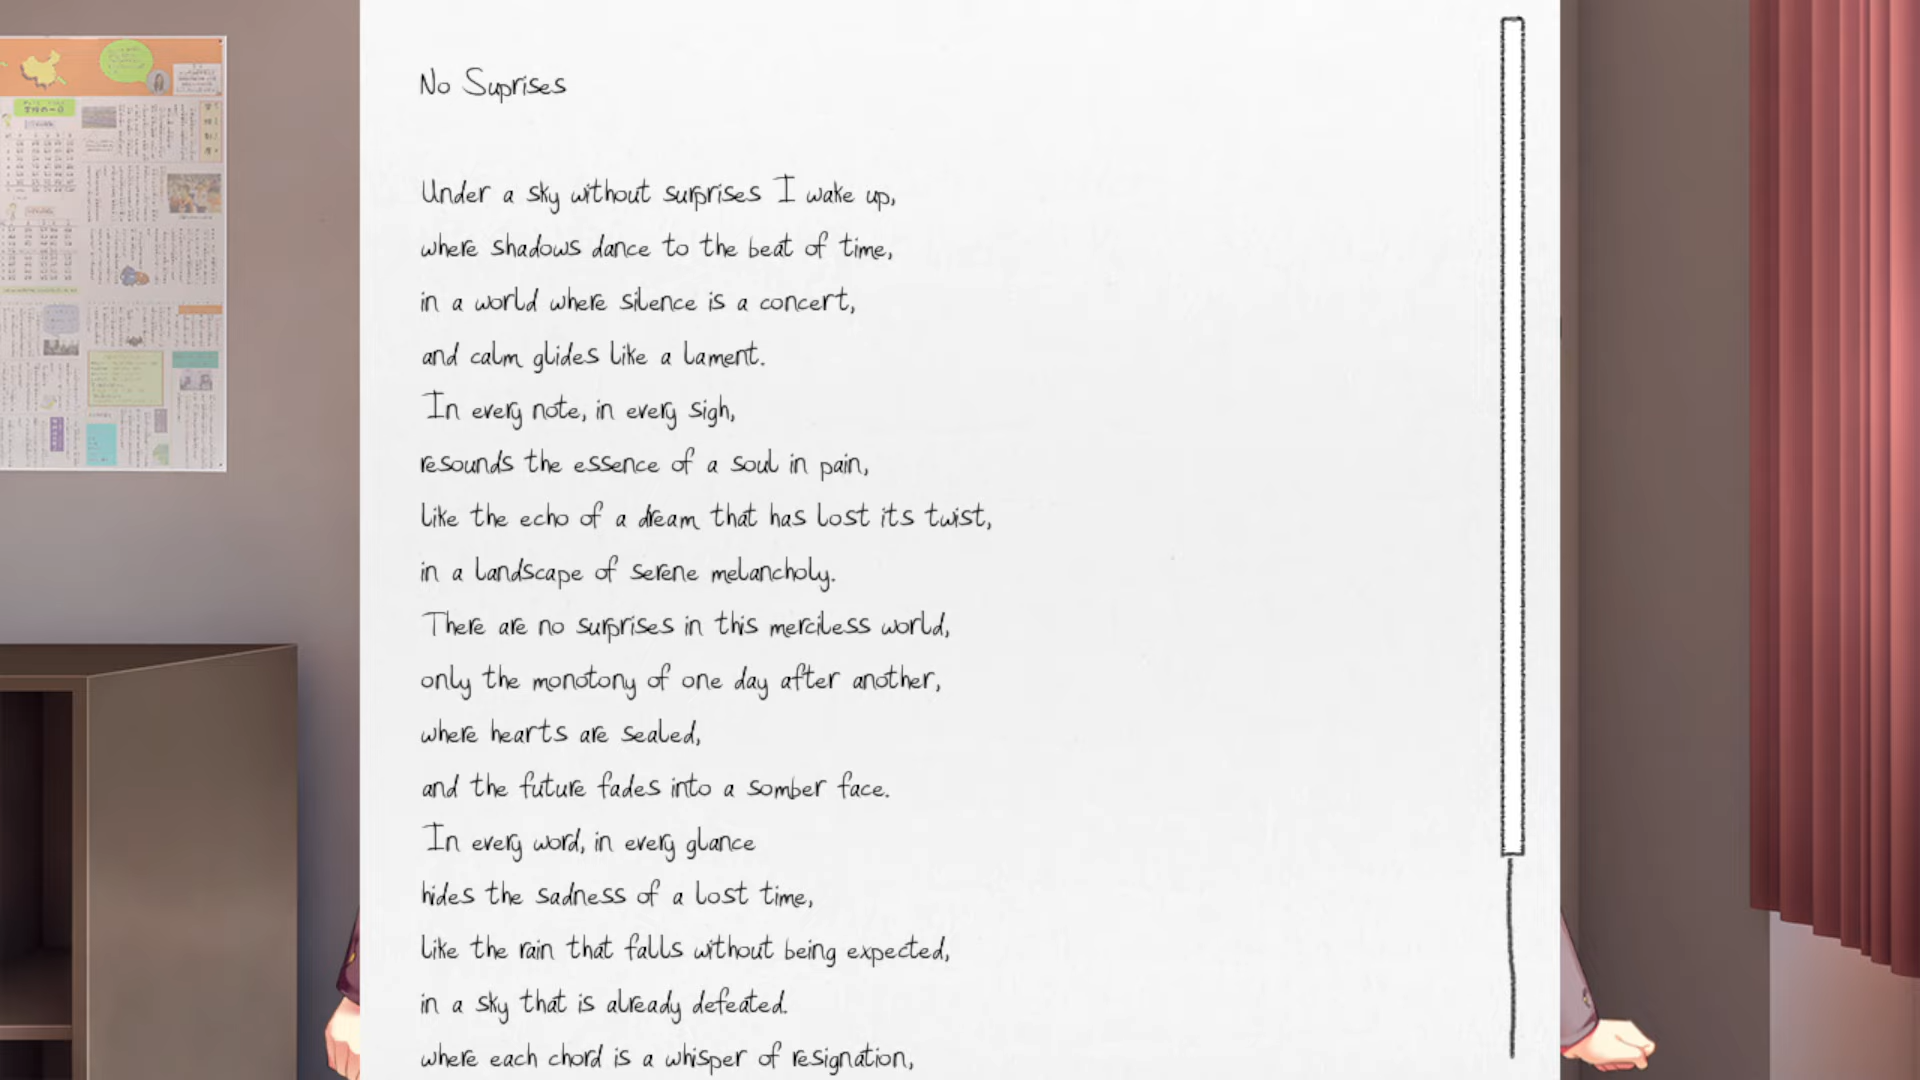 No Suprises
Under a sky without surprises I wake up,
where shadows dance to the beat of time,
in a world where silence is a concert,
and calm glides like a lament.
In every note, in every sigh,
resounds the essence of a soul in pain,
like the echo of a dream that has lost its twist,
in a landscape of serene melancholy.
There are no surprises in this merciless world,
only the monotony of one day after another,
where hearts are sealed,
and the future fades into a somber face.
In every word, in every glance
hides the sadness of a lost time,
like the rain that falls without being expected,
in a sky that is already defeated.
where each chord is a whisper of resignation,